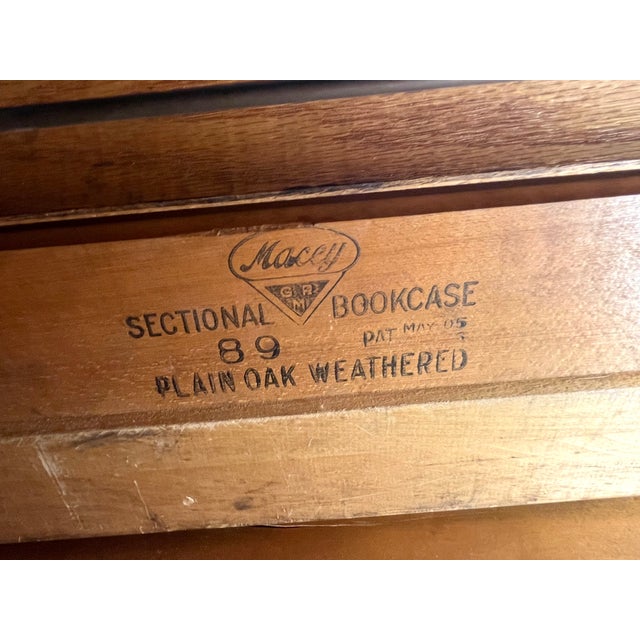 Macey
G.R.
M
SECTIONAL BOOKCASE
89 PAT MAY 05
PLAIN OAK WEATHERED